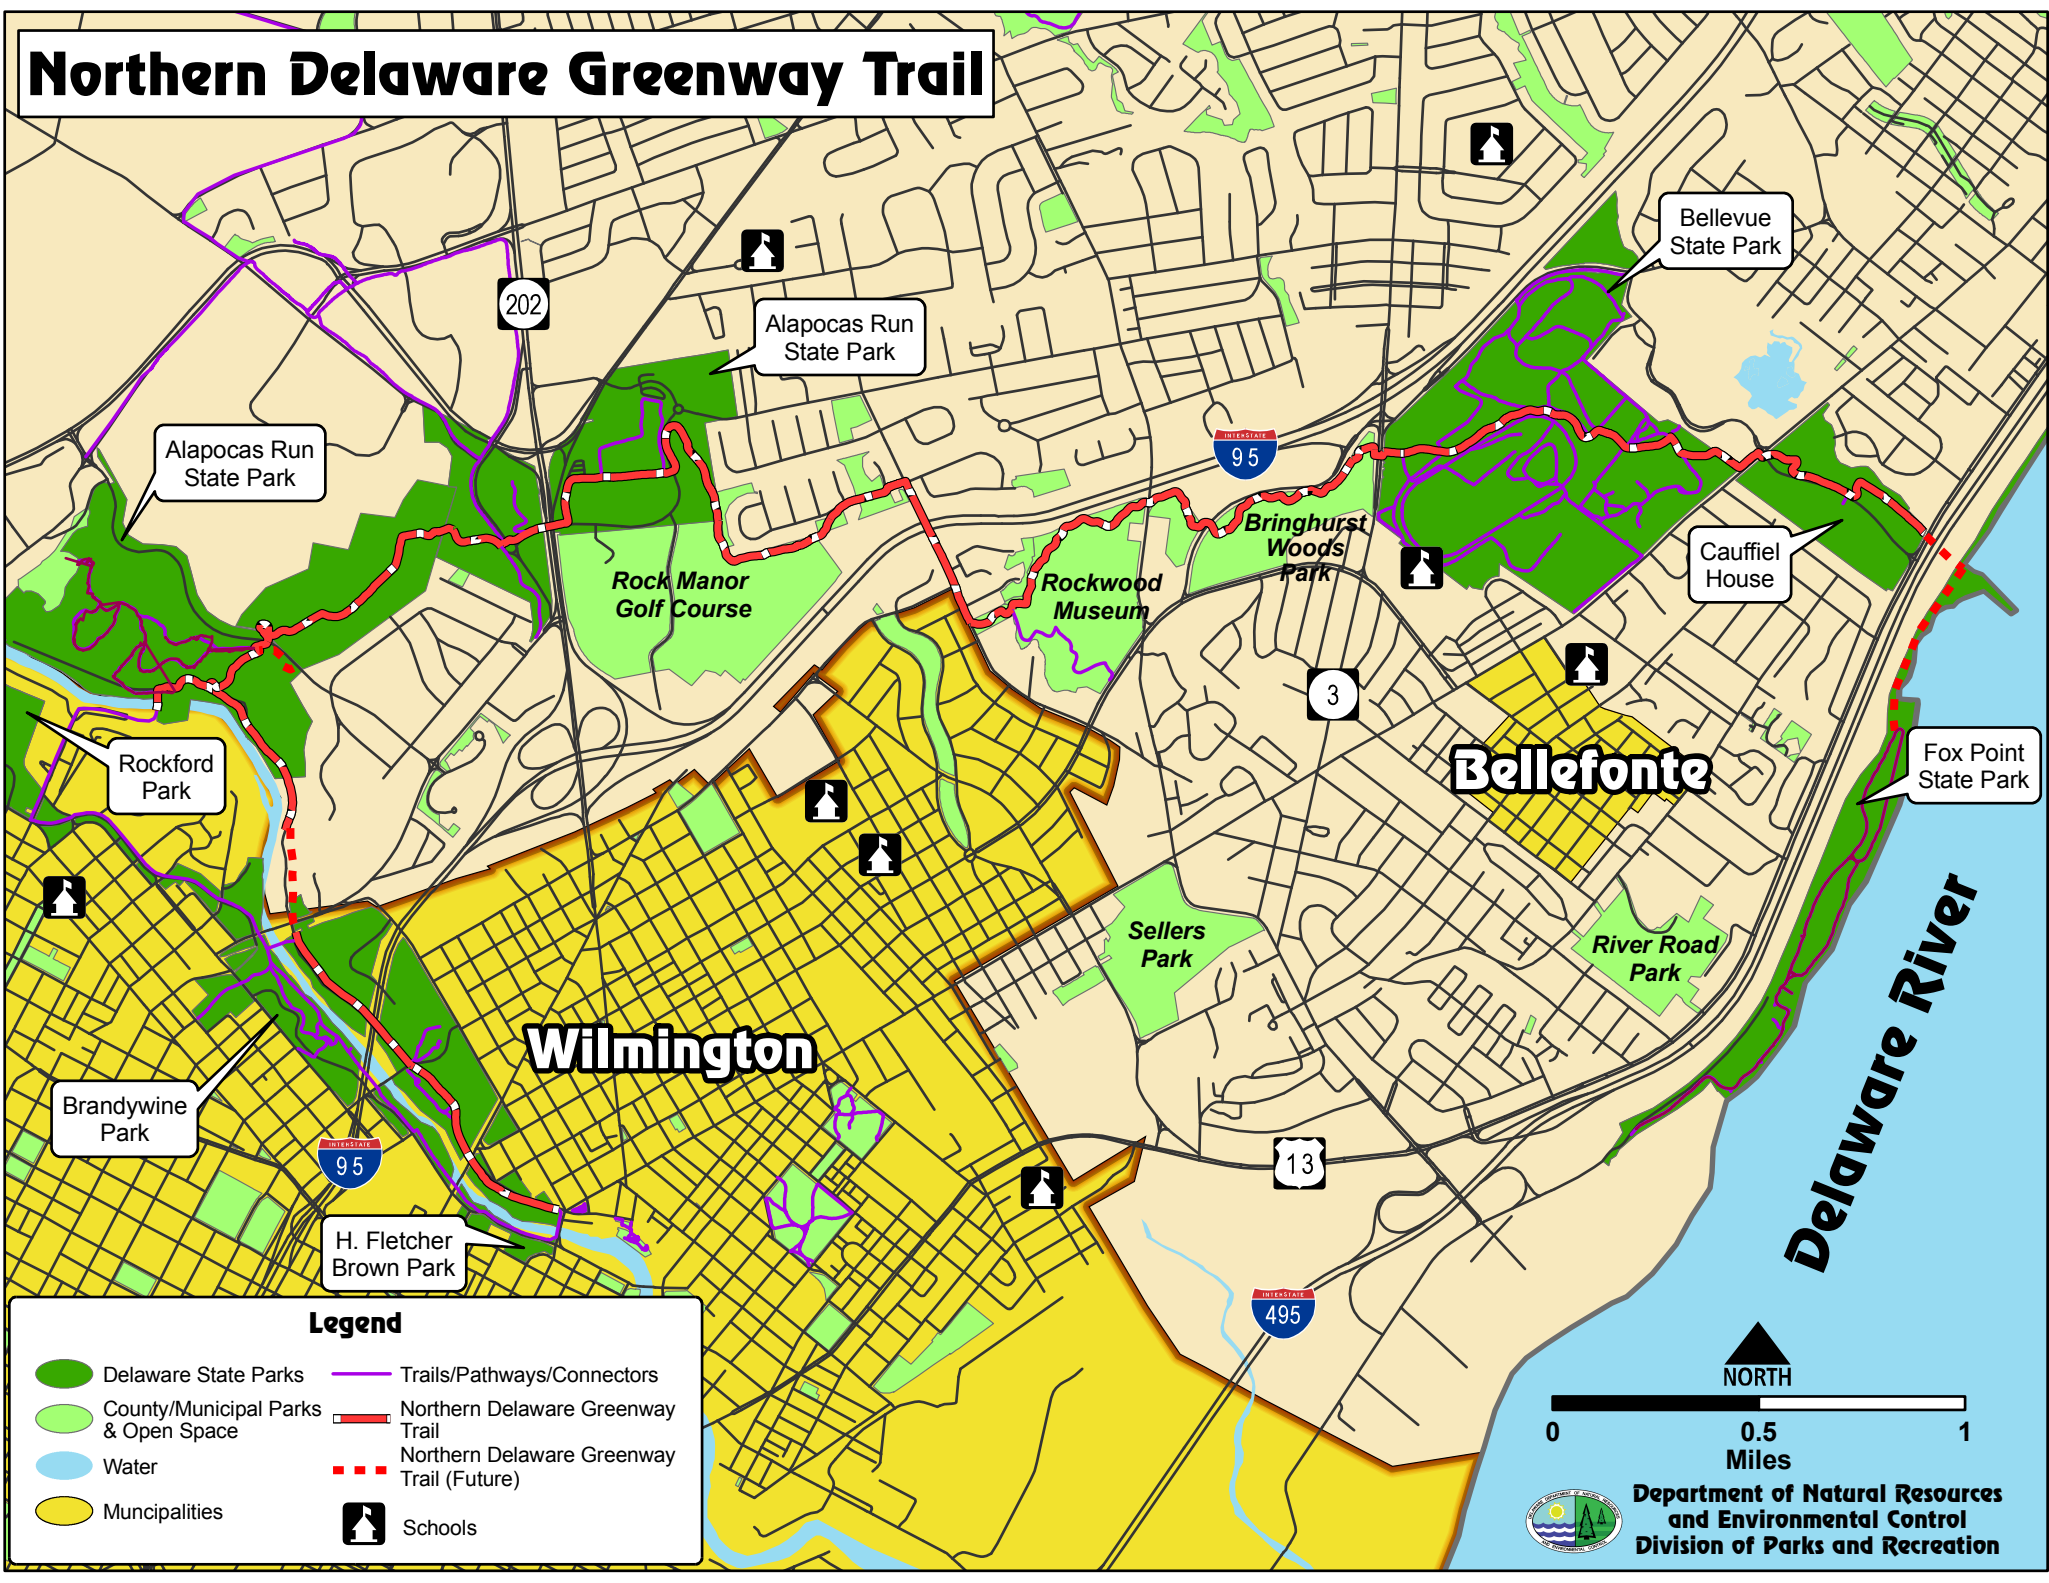 Northern Delaware Greenway Trail
Bellevue
State Park
202
Alapocas Run
State Park
Alapocas Run
State Park
INTERSTATE
95
Bringhurst
Woods
Park
Cauffiel
House
Rock Manor
Golf Course
Rockwood
Museum
3
Rockford
Park
Bellefonte
Fox Point
State Park
Sellers
Park
River Road
Park
Wilmington
Delaware River
Brandywine
Park
INTERSTATE
95
13
H. Fletcher
Brown Park
INTERSTATE
495
Legend
Delaware State Parks
County/Municipal Parks
& Open Space
Water
Muncipalities
Trails/Pathways/Connectors
Northern Delaware Greenway
Trail
Northern Delaware Greenway
Trail (Future)
Schools
NORTH
0 0.5 1
Miles
Department of Natural Resources
and Environmental Control
Division of Parks and Recreation